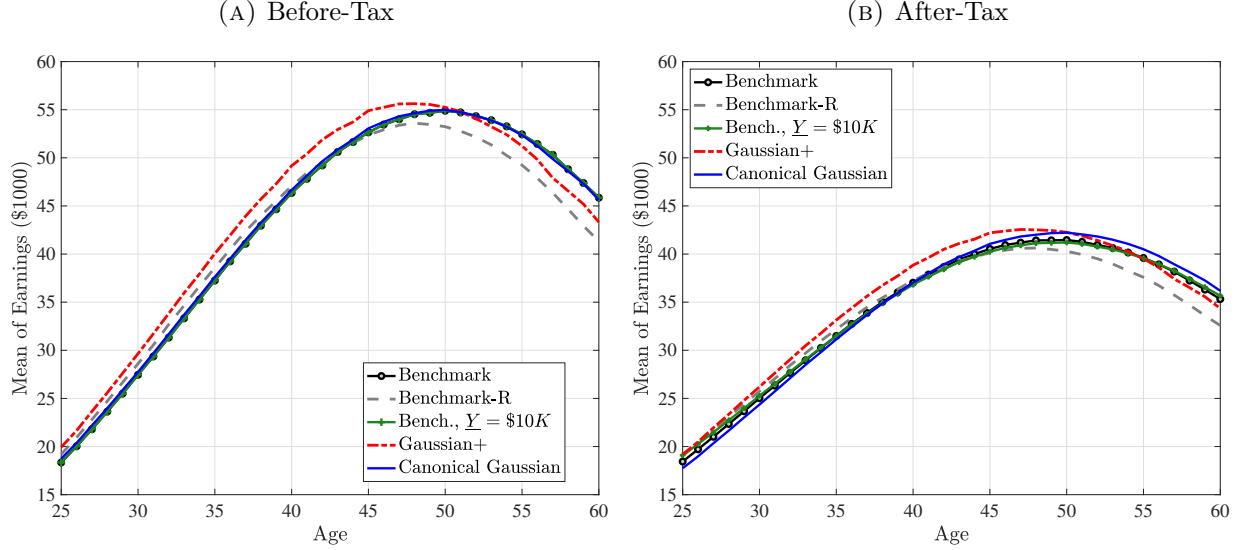 (A) Before-Tax
60
55
50
45
40
35
30
25
20
15
Mean of Earnings ($1000)
25 30 35 40 45 50 55 60
Age
Benchmark
Benchmark-R
Bench., Y = $10K
Gaussian+
Canonical Gaussian
(B) After-Tax
60
55
50
45
40
35
30
25
20
15
Mean of Earnings ($1000)
25 30 35 40 45 50 55 60
Age
Benchmark
Benchmark-R
Bench., Y = $10K
Gaussian+
Canonical Gaussian